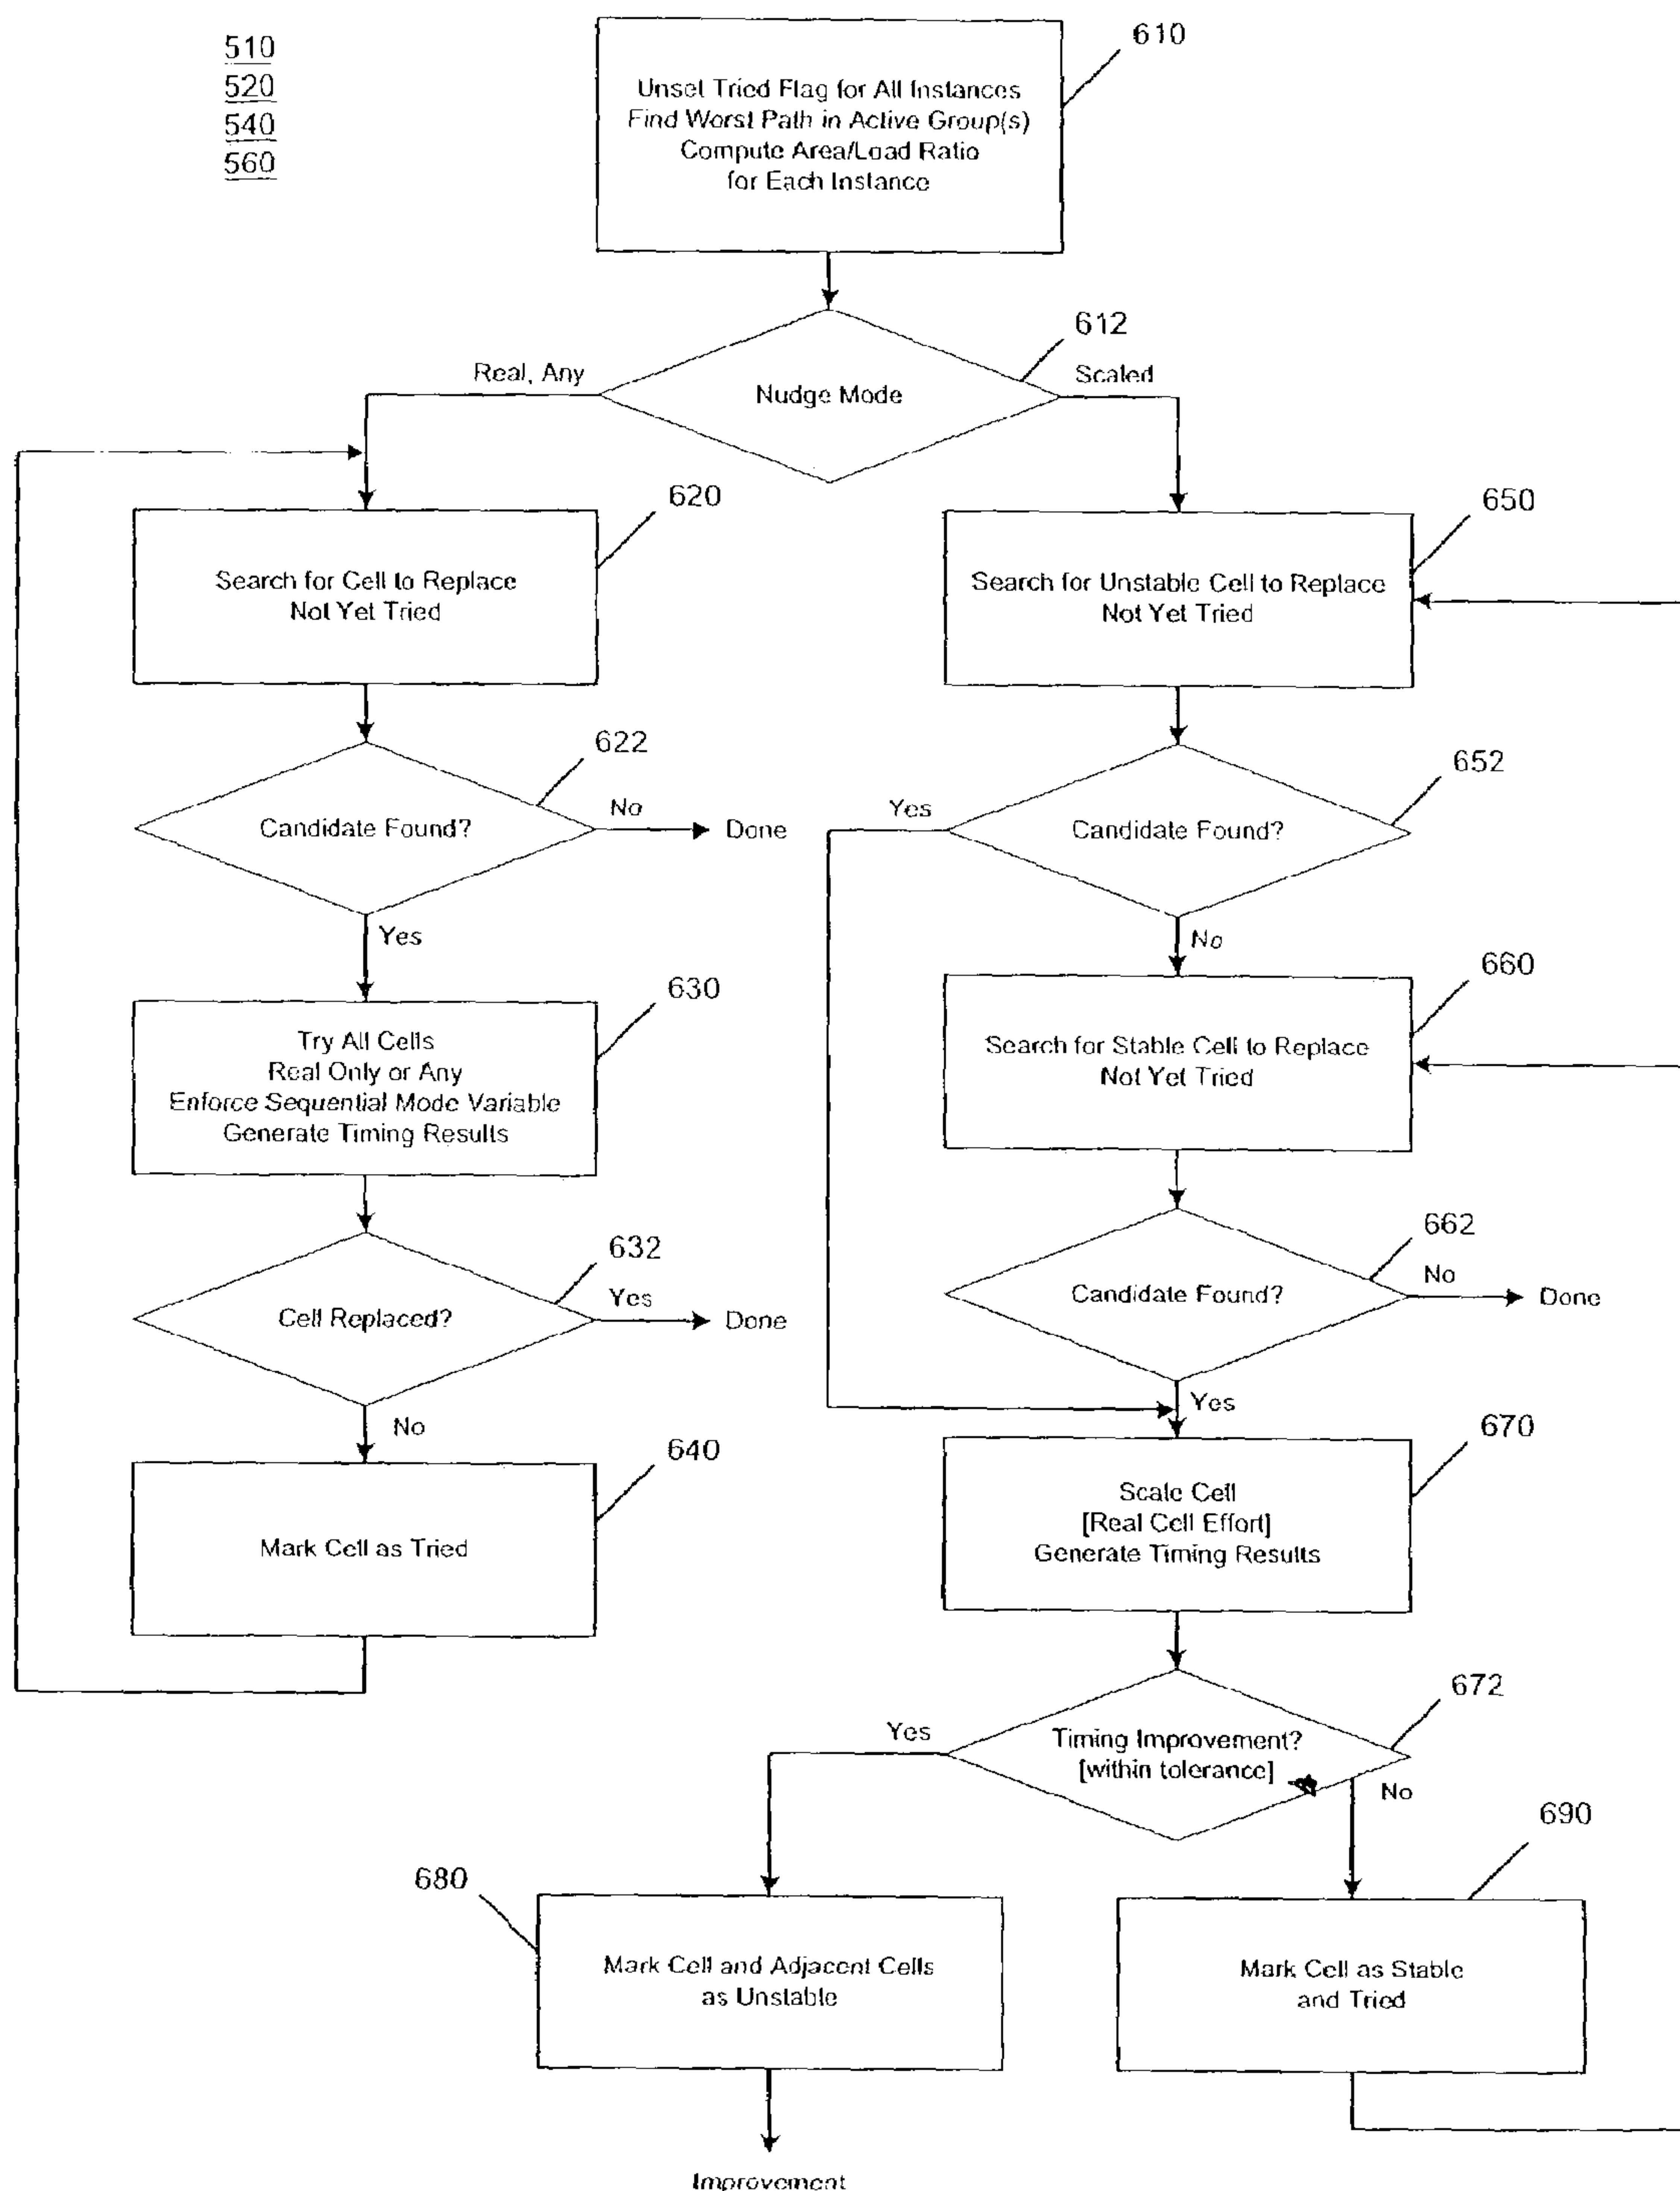 510
520
540
560
610
Unset Tried Flag for All Instances
Find Worst Path in Active Group(s)
Compute Area/Load Ratio
for Each Instance
612
Real, Any
Nudge Mode
Scaled
620
Search for Cell to Replace
Not Yet Tried
650
Search for Unstable Cell to Replace
Not Yet Tried
622
Candidate Found?
No
Done
Yes
652
Yes
Candidate Found?
No
630
Try All Cells
Real Only or Any
Enforce Sequential Mode Variable
Generate Timing Results
660
Search for Stable Cell to Replace
Not Yet Tried
632
Cell Replaced?
Yes
Done
No
662
Candidate Found?
No
Done
Yes
640
Mark Cell as Tried
670
Scale Cell
[Real Cell Effort]
Generate Timing Results
672
Yes
Timing Improvement?
[within tolerance]
No
680
Mark Cell and Adjacent Cells
as Unstable
690
Mark Cell as Stable
and Tried
Improvement